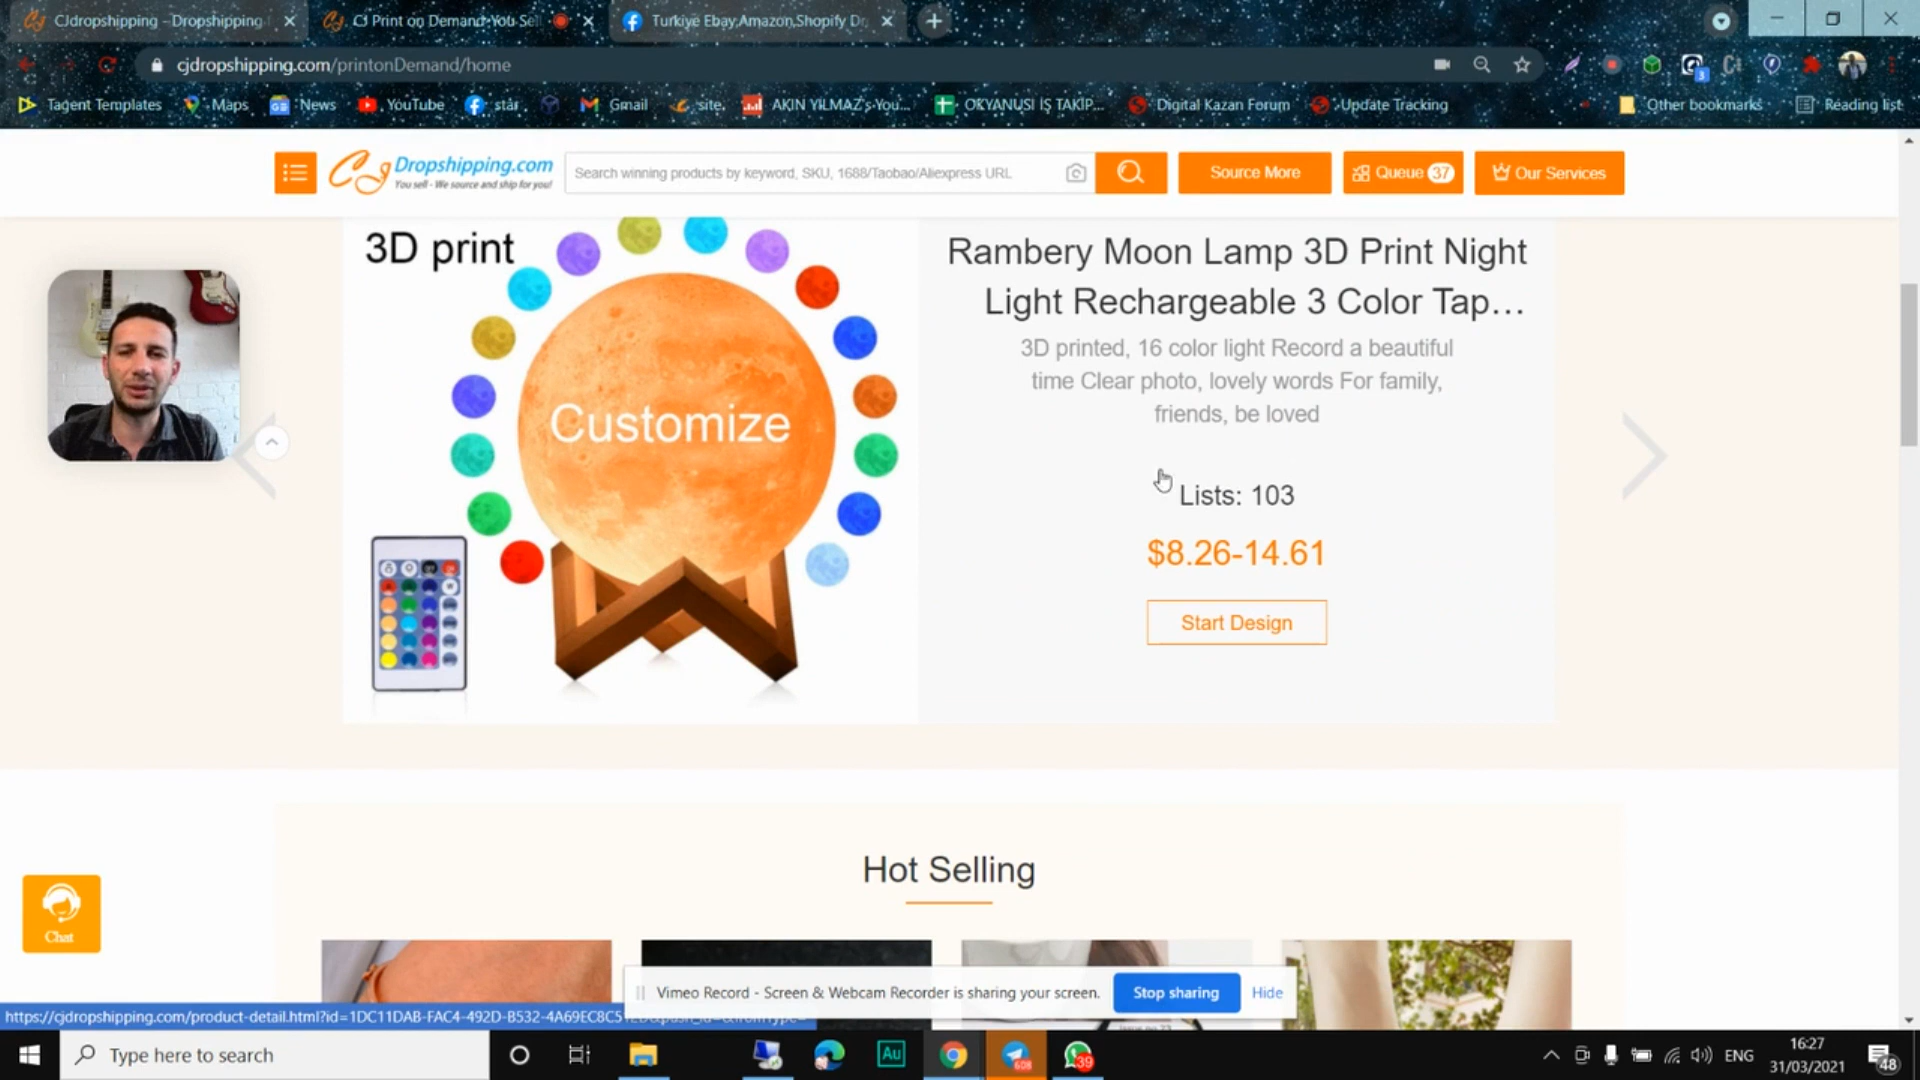 CJdropshipping - Dropshipping f
CJ Print on Demand:You Sel
Turkiye Ebay,Amazon,Shopify Dr
cjdropshipping.com/printonDemand/home
Tagent Templates
Maps
News
YouTube
star
Gmail
site.
AKIN YILMAZ's-You...
OKYANUSI İŞ TAKİP...
Digital Kazan Forum
Update Tracking
Other bookmarks
Reading list
Dropshipping.com
You sell - We source and ship for you!
Search winning products by keyword, SKU, 1688/Taobao/Aliexpress URL
Source More
Queue 37
Our Services
3D print
Customize
Rambery Moon Lamp 3D Print Night
Light Rechargeable 3 Color Tap...
3D printed, 16 color light Record a beautiful
time Clear photo, lovely words For family,
friends, be loved
Lists: 103
$8.26-14.61
Start Design
Hot Selling
Chat
Vimeo Record - Screen & Webcam Recorder is sharing your screen.
Stop sharing
Hide
https://cjdropshipping.com/product-detail.html?id=1DC11DAB-FAC4-492D-B532-4A69EC8C5
Type here to search
Au
39
ENG
16:27
31/03/2021
48